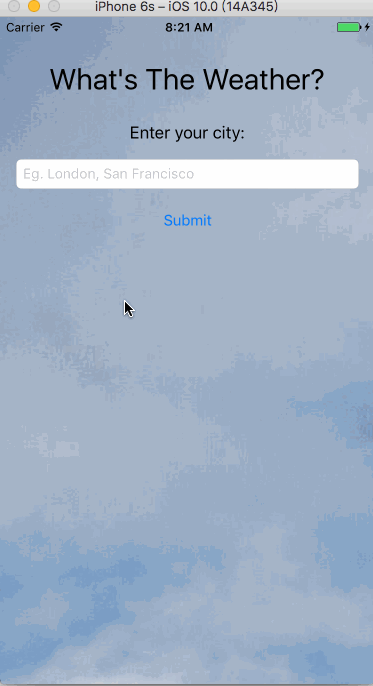 iPhone 6s – iOS 10.0 (14A345)
Carrier 8:21 AM
What's The Weather?
Enter your city:
Eg. London, San Francisco
Submit